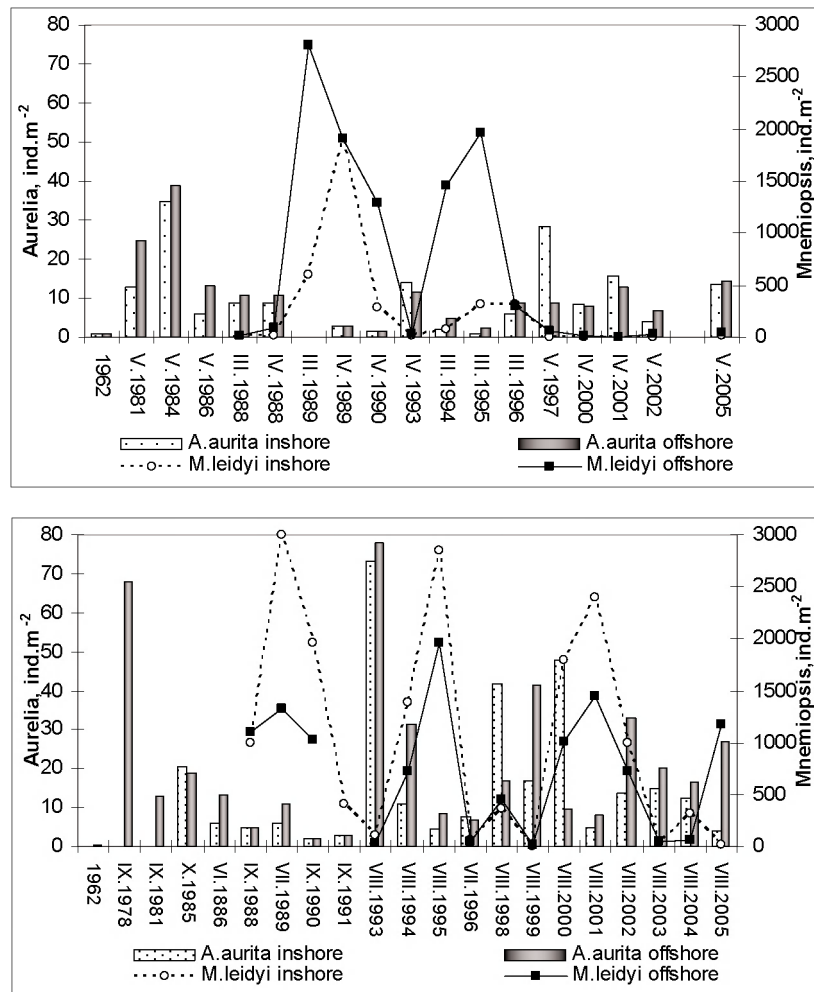 80 3000
70 2500
60
50 2000
40 1500
30
20 1000
10 500
0 0
Aurelia, ind.m-2
Mnemiopsis, ind.m-2
1962 V.1981 V.1984 V.1986 III.1988 IV.1988 III.1989 IV.1989 IV.1990 IV.1993 III.1994 III.1995 III.1996 V.1997 IV.2000 IV.2001 V.2002 V.2005
A.aurita inshore A.aurita offshore
M.leidyi inshore M.leidyi offshore
80 3000
70 2500
60
50 2000
40 1500
30
20 1000
10 500
0 0
Aurelia, ind.m-2
Mnemiopsis, ind.m-2
1962 IX.1978 IX.1981 X.1985 VI.1886 IX.1988 VII.1989 IX.1990 IX.1991 VIII.1993 VIII.1994 VIII.1995 VII.1996 VII.1998 VIII.1999 VIII.2000 VIII.2001 VIII.2002 VIII.2003 VIII.2004 VIII.2005
A.aurita inshore A.aurita offshore
M.leidyi inshore M.leidyi offshore